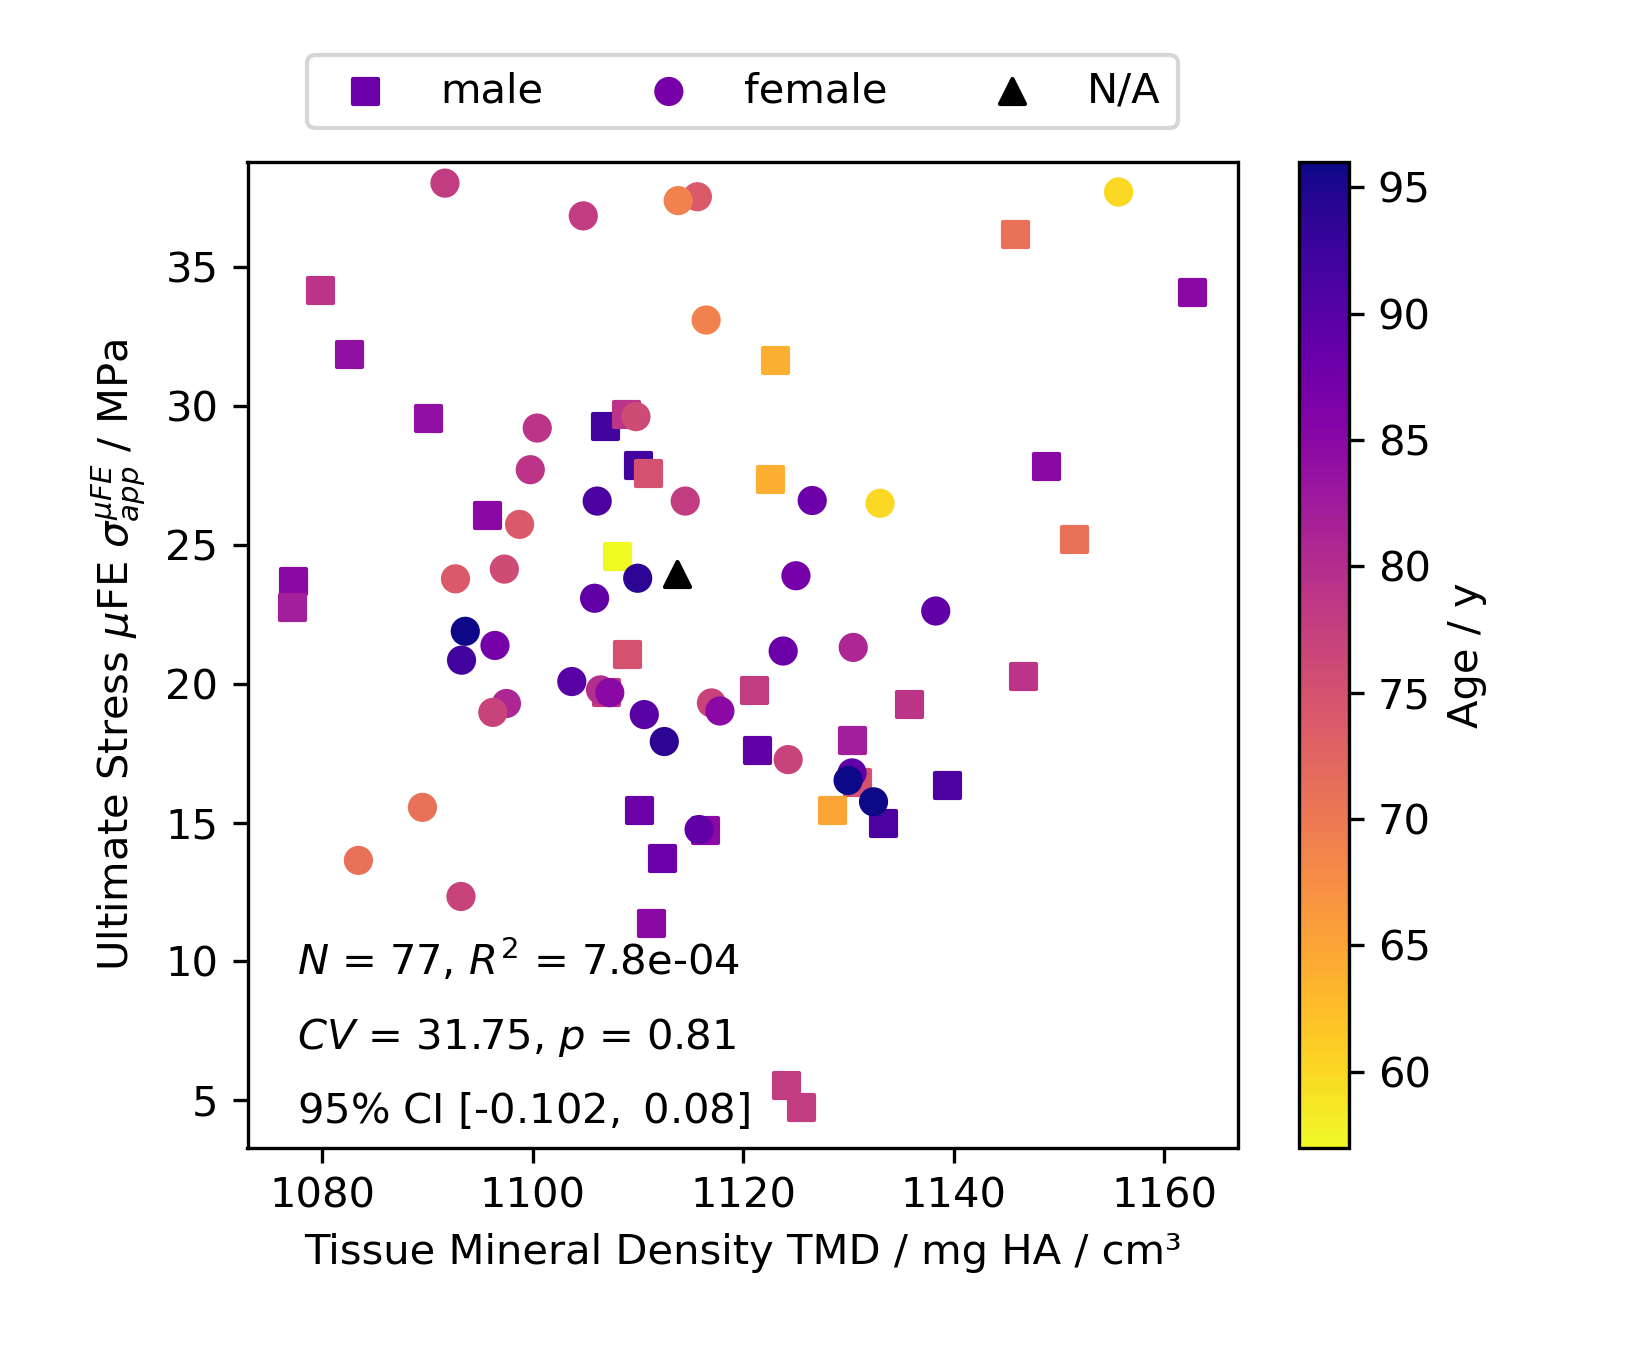 male female N/A
35
30
25
20
15
10
5
Ultimate Stress μFE σ_app^μFE / MPa
N = 77, R² = 7.8e-04
CV = 31.75, p = 0.81
95% CI [-0.102, 0.08]
1080 1100 1120 1140 1160
Tissue Mineral Density TMD / mg HA / cm³
95
90
85
80
75
70
65
60
Age / y